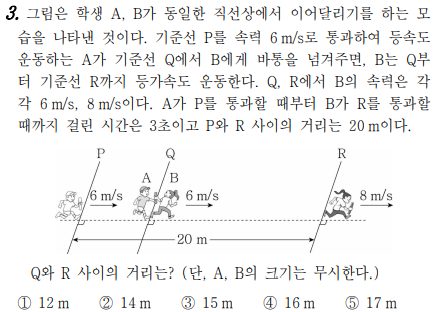 3. 그림은 학생 A, B가 동일한 직선상에서 이어달리기를 하는 모
습을 나타낸 것이다. 기준선 P를 속력 6 m/s로 통과하여 등속도
운동하는 A가 기준선 Q에서 B에게 바통을 넘겨주면, B는 Q부
터 기준선 R까지 등가속도 운동한다. Q, R에서 B의 속력은 각
각 6 m/s, 8 m/s이다. A가 P를 통과할 때부터 B가 R를 통과할
때까지 걸린 시간은 3초이고 P와 R 사이의 거리는 20 m이다.
P Q R
A B
6 m/s 6 m/s 8 m/s
20 m
Q와 R 사이의 거리는? (단, A, B의 크기는 무시한다.)
① 12 m ② 14 m ③ 15 m ④ 16 m ⑤ 17 m